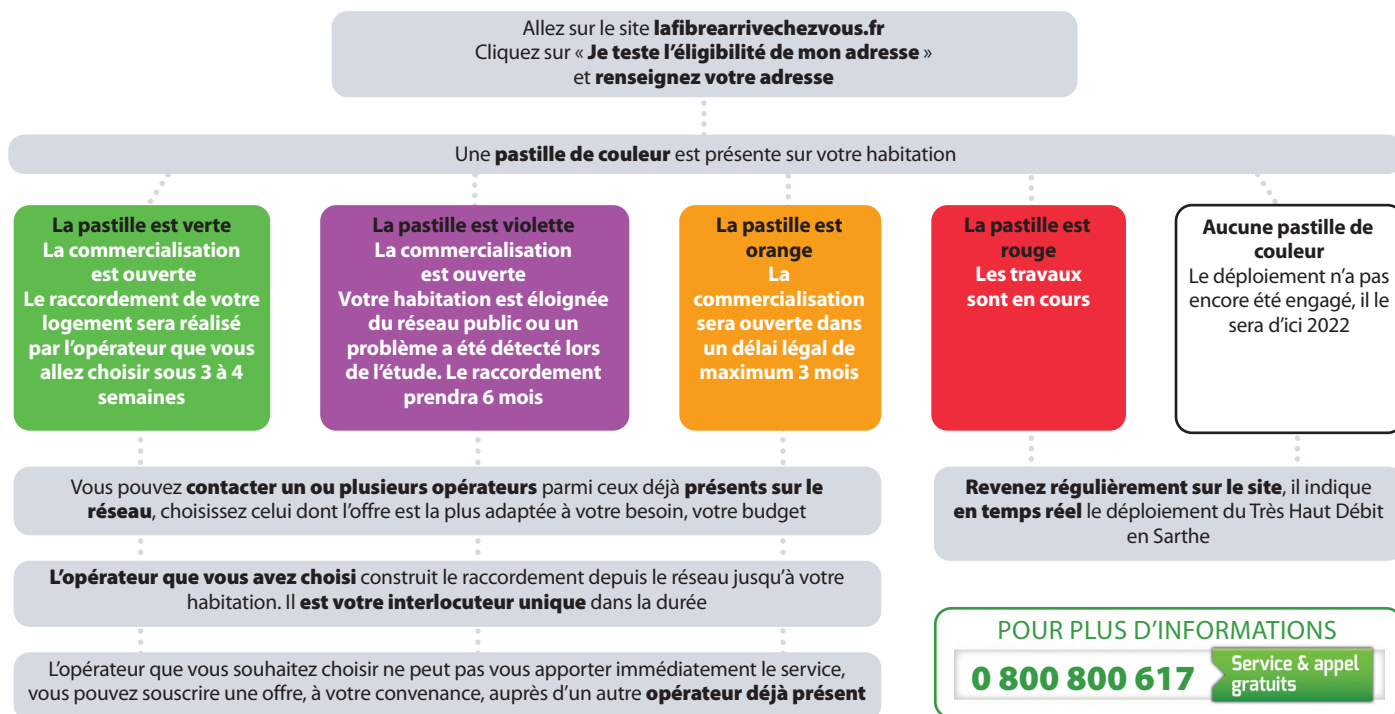 Allez sur le site lafibrearrivechezvous.fr
Cliquez sur « Je teste l'éligibilité de mon adresse »
et renseignez votre adresse
Une pastille de couleur est présente sur votre habitation
La pastille est verte
La commercialisation
est ouverte
Le raccordement de votre
logement sera réalisé
par l'opérateur que vous
allez choisir sous 3 à 4
semaines
La pastille est violette
La commercialisation
est ouverte
Votre habitation est éloignée
du réseau public ou un
problème a été détecté lors
de l'étude. Le raccordement
prendra 6 mois
La pastille est
orange
La
commercialisation
sera ouverte dans
un délai légal de
maximum 3 mois
La pastille est
rouge
Les travaux
sont en cours
Aucune pastille de
couleur
Le déploiement n'a pas
encore été engagé, il le
sera d'ici 2022
Vous pouvez contacter un ou plusieurs opérateurs parmi ceux déjà présents sur le
réseau, choisissez celui dont l'offre est la plus adaptée à votre besoin, votre budget
L'opérateur que vous avez choisi construit le raccordement depuis le réseau jusqu'à votre
habitation. Il est votre interlocuteur unique dans la durée
L'opérateur que vous souhaitez choisir ne peut pas vous apporter immédiatement le service,
vous pouvez souscrire une offre, à votre convenance, auprès d'un autre opérateur déjà présent
Revenez régulièrement sur le site, il indique
en temps réel le déploiement du Très Haut Débit
en Sarthe
POUR PLUS D'INFORMATIONS
0 800 800 617
Service & appel
gratuits